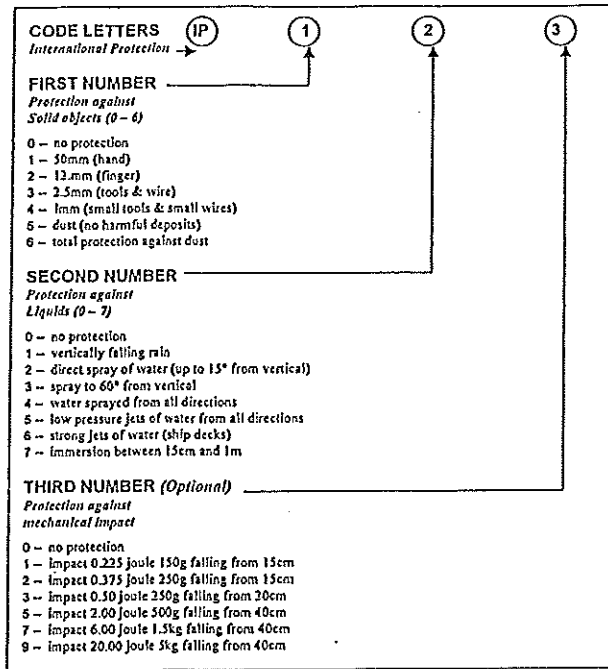 CODE LETTERS IP 1 2 3
International Protection
FIRST NUMBER
Protection against
Solid objects (0 – 6)
0 – no protection
1 – 50mm (hand)
2 – 12.mm (finger)
3 – 2.5mm (tools & wire)
4 – 1mm (small tools & small wires)
5 – dust (no harmful deposits)
6 – total protection against dust
SECOND NUMBER
Protection against
Liquids (0 – 7)
0 – no protection
1 – vertically falling rain
2 – direct spray of water (up to 15° from vertical)
3 – spray to 60° from vertical
4 – water sprayed from all directions
5 – low pressure jets of water from all directions
6 – strong jets of water (ship decks)
7 – immersion between 15cm and 1m
THIRD NUMBER (Optional)
Protection against
mechanical impact
0 – no protection
1 – impact 0.225 joule 150g falling from 15cm
2 – impact 0.375 joule 250g falling from 15cm
3 – impact 0.50 joule 250g falling from 20cm
5 – impact 2.00 joule 500g falling from 40cm
7 – impact 6.00 joule 1.5kg falling from 40cm
9 – impact 20.00 joule 5kg falling from 40cm